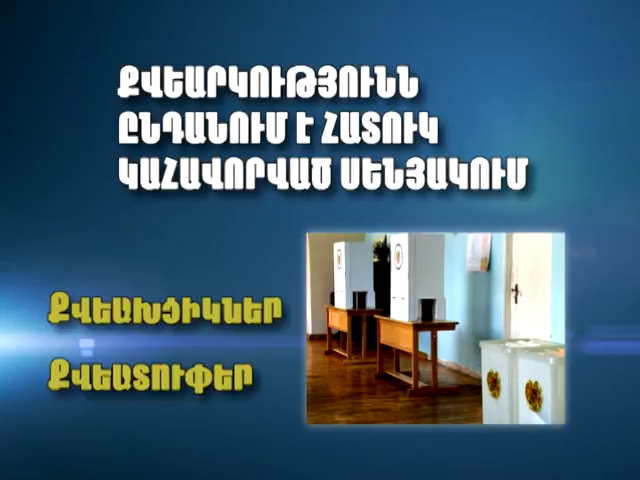 ՔՎԵԱՐԿՈՒԹՅՈՒՆՆ
ԸՆԴԱՆՈՒՄ Է ՀԱՏՈՒԿ
ԿԱՀԱՎՈՐՎԱԾ ՍԵՆՅԱԿՈՒՄ
ՔՎԵԱԽՑԻԿՆԵՐ
ՔՎԵԱՏՈՒՓԵՐ